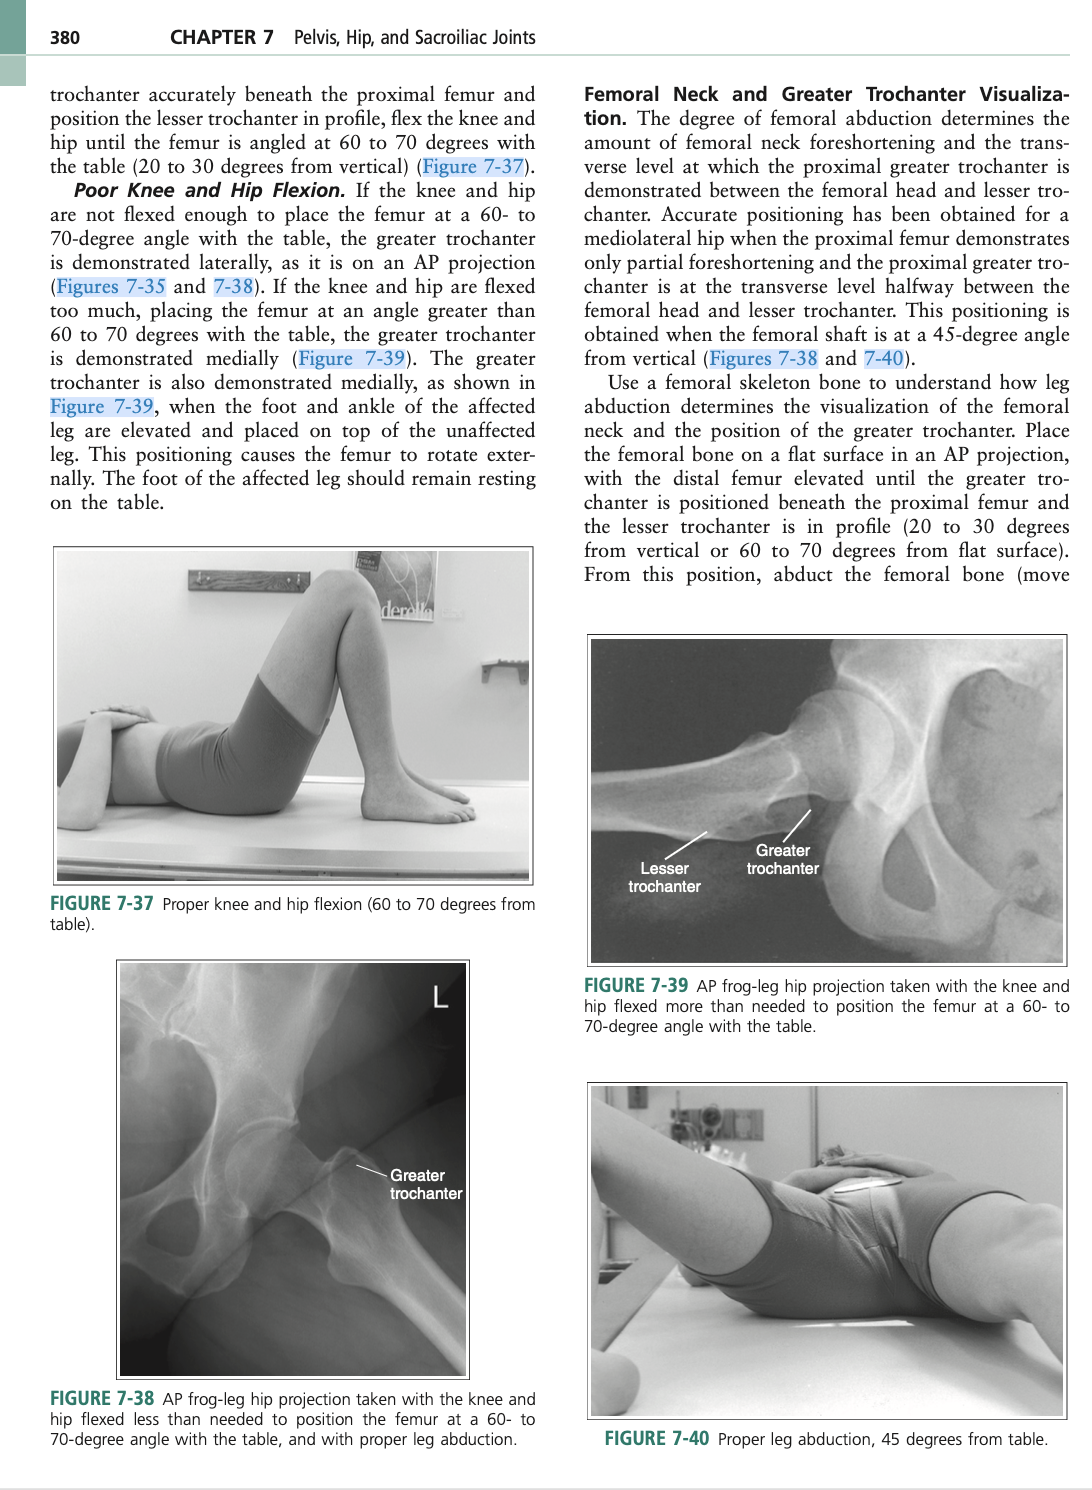 380 CHAPTER 7 Pelvis, Hip, and Sacroiliac Joints
trochanter accurately beneath the proximal femur and
position the lesser trochanter in profile, flex the knee and
hip until the femur is angled at 60 to 70 degrees with
the table (20 to 30 degrees from vertical) (Figure 7-37).
Poor Knee and Hip Flexion. If the knee and hip
are not flexed enough to place the femur at a 60- to
70-degree angle with the table, the greater trochanter
is demonstrated laterally, as it is on an AP projection
(Figures 7-35 and 7-38). If the knee and hip are flexed
too much, placing the femur at an angle greater than
60 to 70 degrees with the table, the greater trochanter
is demonstrated medially (Figure 7-39). The greater
trochanter is also demonstrated medially, as shown in
Figure 7-39, when the foot and ankle of the affected
leg are elevated and placed on top of the unaffected
leg. This positioning causes the femur to rotate exter-
nally. The foot of the affected leg should remain resting
on the table.
derella
FIGURE 7-37 Proper knee and hip flexion (60 to 70 degrees from
table).
L
Greater
trochanter
FIGURE 7-38 AP frog-leg hip projection taken with the knee and
hip flexed less than needed to position the femur at a 60- to
70-degree angle with the table, and with proper leg abduction.
Femoral Neck and Greater Trochanter Visualiza-
tion. The degree of femoral abduction determines the
amount of femoral neck foreshortening and the trans-
verse level at which the proximal greater trochanter is
demonstrated between the femoral head and lesser tro-
chanter. Accurate positioning has been obtained for a
mediolateral hip when the proximal femur demonstrates
only partial foreshortening and the proximal greater tro-
chanter is at the transverse level halfway between the
femoral head and lesser trochanter. This positioning is
obtained when the femoral shaft is at a 45-degree angle
from vertical (Figures 7-38 and 7-40).
Use a femoral skeleton bone to understand how leg
abduction determines the visualization of the femoral
neck and the position of the greater trochanter. Place
the femoral bone on a flat surface in an AP projection,
with the distal femur elevated until the greater tro-
chanter is positioned beneath the proximal femur and
the lesser trochanter is in profile (20 to 30 degrees
from vertical or 60 to 70 degrees from flat surface).
From this position, abduct the femoral bone (move
Lesser
trochanter
Greater
trochanter
FIGURE 7-39 AP frog-leg hip projection taken with the knee and
hip flexed more than needed to position the femur at a 60- to
70-degree angle with the table.
FIGURE 7-40 Proper leg abduction, 45 degrees from table.